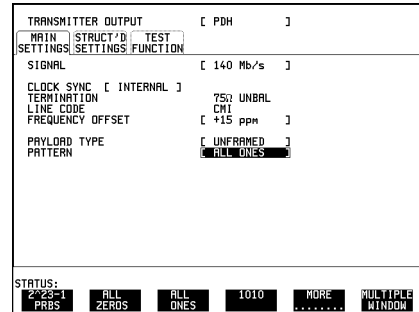 TRANSMITTER OUTPUT [ PDH ]
MAIN STRUCT'D TEST
SETTINGS SETTINGS FUNCTION
SIGNAL [ 140 Mb/s ]
CLOCK SYNC [ INTERNAL ]
TERMINATION 75Ω UNBAL
LINE CODE CMI
FREQUENCY OFFSET [ +15 ppm ]
PAYLOAD TYPE [ UNFRAMED ]
PATTERN [ ALL ONES ]
STATUS:
2^23-1 ALL ALL 1010 MORE MULTIPLE
PRBS ZEROS ONES ........ WINDOW